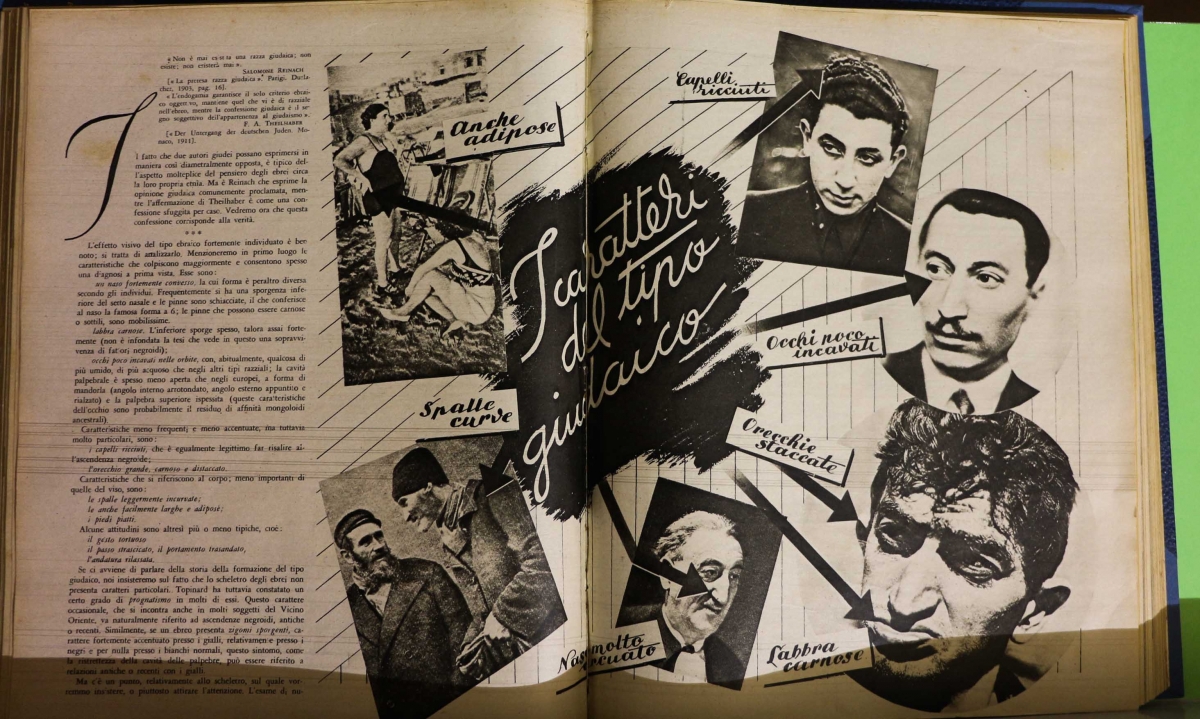 «Non è mai esistita una razza giudaica; non
esiste; non esisterà mai».
SALOMONE REINACH
[«La pretesa razza giudaica». Parigi,
1903, pag. 16].
«L'endogamia garantisce il solo criterio ebrai-
co oggettivo, mantiene quel che vi è di razziale
nell'ebreo, mentre la confessione giudaica è il se-
gno soggettivo dell'appartenenza al giudaismo».
F. A. THEILHABER
[«Der Untergang der deutschen Juden. Mo-
naco, 1911].
Il fatto che due autori giudei possano esprimersi in
maniera così diametralmente opposta, è tipico del-
l'aspetto molteplice del pensiero degli ebrei circa
la loro propria etnia. Ma è Reinach che esprime la
opinione giudaica comunemente proclamata, men-
tre l'affermazione di Theilhaber è come una con-
fessione sfuggita per caso. Vedremo ora che questa
confessione corrisponde alla verità.
***
L'effetto visivo del tipo ebraico fortemente individuato è ben
noto; si tratta di analizzarlo. Menzioneremo in primo luogo le
caratteristiche che colpiscono maggiormente e consentono spesso
una diagnosi a prima vista. Esse sono:
un naso fortemente convesso, la cui forma è peraltro diversa
secondo gli individui. Frequentemente si ha una sporgenza infe-
riore del setto nasale e le pinne sono schiacciate, il che conferisce
al naso la famosa forma a 6; le pinne che possono essere carnose
o sottili, sono mobilissime.
labbra carnose. L'inferiore sporge spesso, talora assai forte-
mente (non è infondata la tesi che vede in questo una sopravvi-
venza di fattori negroidi);
occhi poco incavati nelle orbite, con, abitualmente, qualcosa di
più umido, di più acquoso che negli altri tipi razziali; la cavità
palpebrale è spesso meno aperta che negli europei, a forma di
mandorla (angolo interno arrotondato, angolo esterno appuntito e
rialzato) e la palpebra superiore ispessita (queste caratteristiche
dell'occhio sono probabilmente il residuo di affinità mongoloidi
ancestrali)
Caratteristiche meno frequenti, e meno accentuate, ma tuttavia
molto particolari, sono:
i capelli ricciuti, che è egualmente legittimo far risalire al-
l'ascendenza negroide;
l'orecchio grande, carnoso e distaccato.
Caratteristiche che si riferiscono al corpo; meno importanti di
quelle del viso, sono:
le spalle leggermente incurvate;
le anche facilmente larghe e adipose;
i piedi piatti.
Alcune attitudini sono altresì più o meno tipiche, cioè:
il gesto tortuoso
il passo strascicato, il portamento trasandato,
l'andatura rilassata.
Se ci avviene di parlare della storia della formazione del tipo
giudaico, noi insisteremo sul fatto che lo scheletro degli ebrei non
presenta caratteri particolari. Topinard ha tuttavia constatato un
certo grado di prognatismo in molti di essi. Questo carattere
occasionale, che si incontra anche in molti soggetti del Vicino
Oriente, va naturalmente riferito ad ascendenze negroidi, antiche
o recenti. Similmente, se un ebreo presenta zigomi sporgenti, ca-
rattere fortemente accentuato presso i gialli, relativamente presso i
negri e per nulla presso i bianchi normali, questo sintomo, come
la ristrettezza della cavità delle palpebre, può essere riferito a
relazioni antiche o recenti con i gialli.
Ma c'è un punto, relativamente allo scheletro, sul quale vor-
remmo insistere, o piuttosto attirare l'attenzione. L'esame di nu-
I caratteri
del tipo
giudaico
Anche
adipose
Capelli
ricciuti
Occhi poco
incavati
Spalle
curve
Orecchie
staccate
Naso molto
arcuato
Labbra
carnose